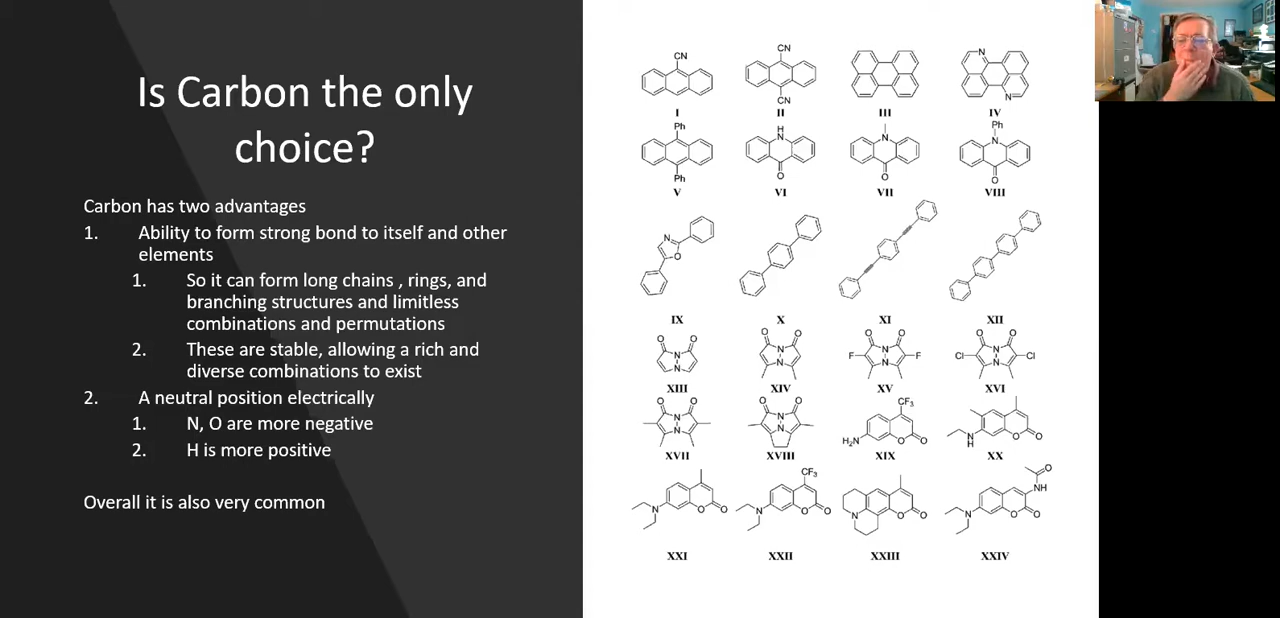 Is Carbon the only
choice?
Carbon has two advantages
1. Ability to form strong bond to itself and other
elements
1. So it can form long chains , rings, and
branching structures and limitless
combinations and permutations
2. These are stable, allowing a rich and
diverse combinations to exist
2. A neutral position electrically
1. N, O are more negative
2. H is more positive
Overall it is also very common
CN
CN
CN
N
N
I II III IV
Ph
Ph
H
N
O
N
O
Ph
N
O
V VI VII VIII
N
O
IX X XI XII
O O
N
N
O O
N
N
O O
F N F
N
O O
Cl N Cl
N
XIII XIV XV XVI
O O
N
N
O O
N
N
CF3
H2N O O
N
H
O O
XVII XVIII XIX XX
N O O
CF3
N O O
N O O
O
NH
N O O
XXI XXII XXIII XXIV